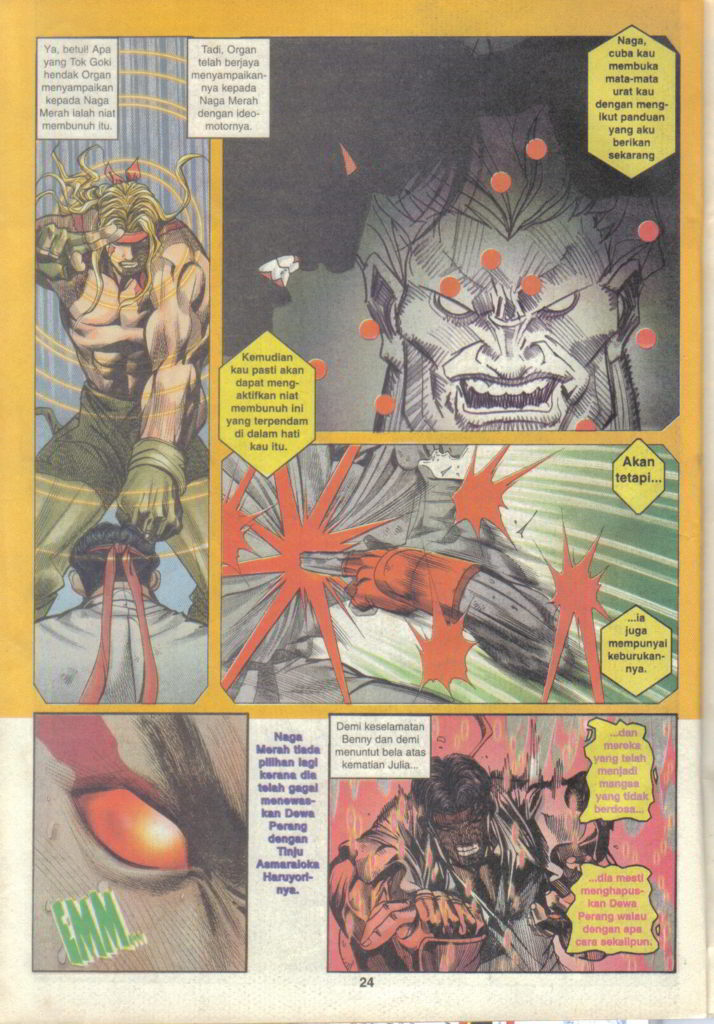 Ya, betul! Apa
yang Tok Goki
hendak Organ
menyampaikan
kepada Naga
Merah ialah niat
membunuh itu.
Tadi, Organ
telah berjaya
menyampaikan-
nya kepada
Naga Merah
dengan ideo-
motornya.
Naga,
cuba kau
membuka
mata-mata
urat kau
dengan meng-
ikut panduan
yang aku
berikan
sekarang
Kemudian
kau pasti akan
dapat meng-
aktifkan niat
membunuh ini
yang terpendam
di dalam hati
kau itu.
Akan
tetapi...
...ia
juga
mempunyai
keburukan-
nya.
EMM...
Naga
Merah tiada
pilihan lagi
kerana dia
telah gagal
menewas-
kan Dewa
Perang
dengan
Tinju
Asmaraloka
Haruyori-
nya.
Demi keselamatan
Benny dan demi
menuntut bela atas
kematian Julia...
...dan
mereka
yang telah
menjadi
mangsa
yang tidak
berdosa...
...dia mesti
menghapus-
kan Dewa
Perang walau
dengan apa
cara sekalipun.
24